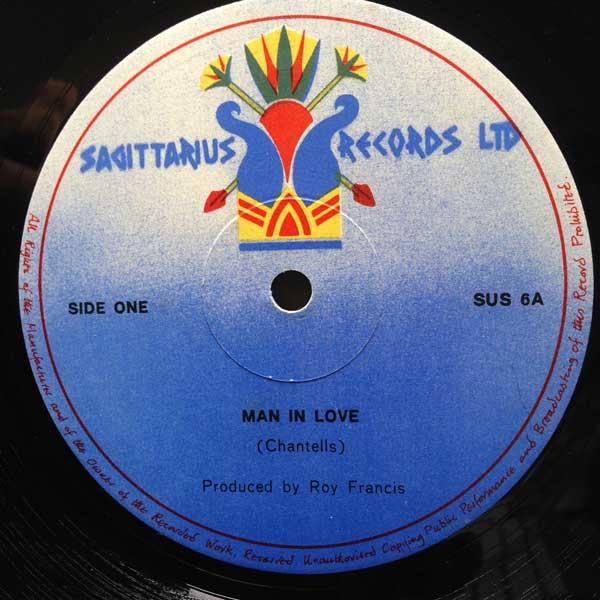 SAGITTARIUS RECORDS LTD
SIDE ONE
SUS 6A
MAN IN LOVE
(Chantells)
Produced by Roy Francis
All Rights of the Manufacturer and of the Owner of the Recorded Work, Reserved. Unauthorised Copying Public Performance and Broadcasting of this Record Prohibited.